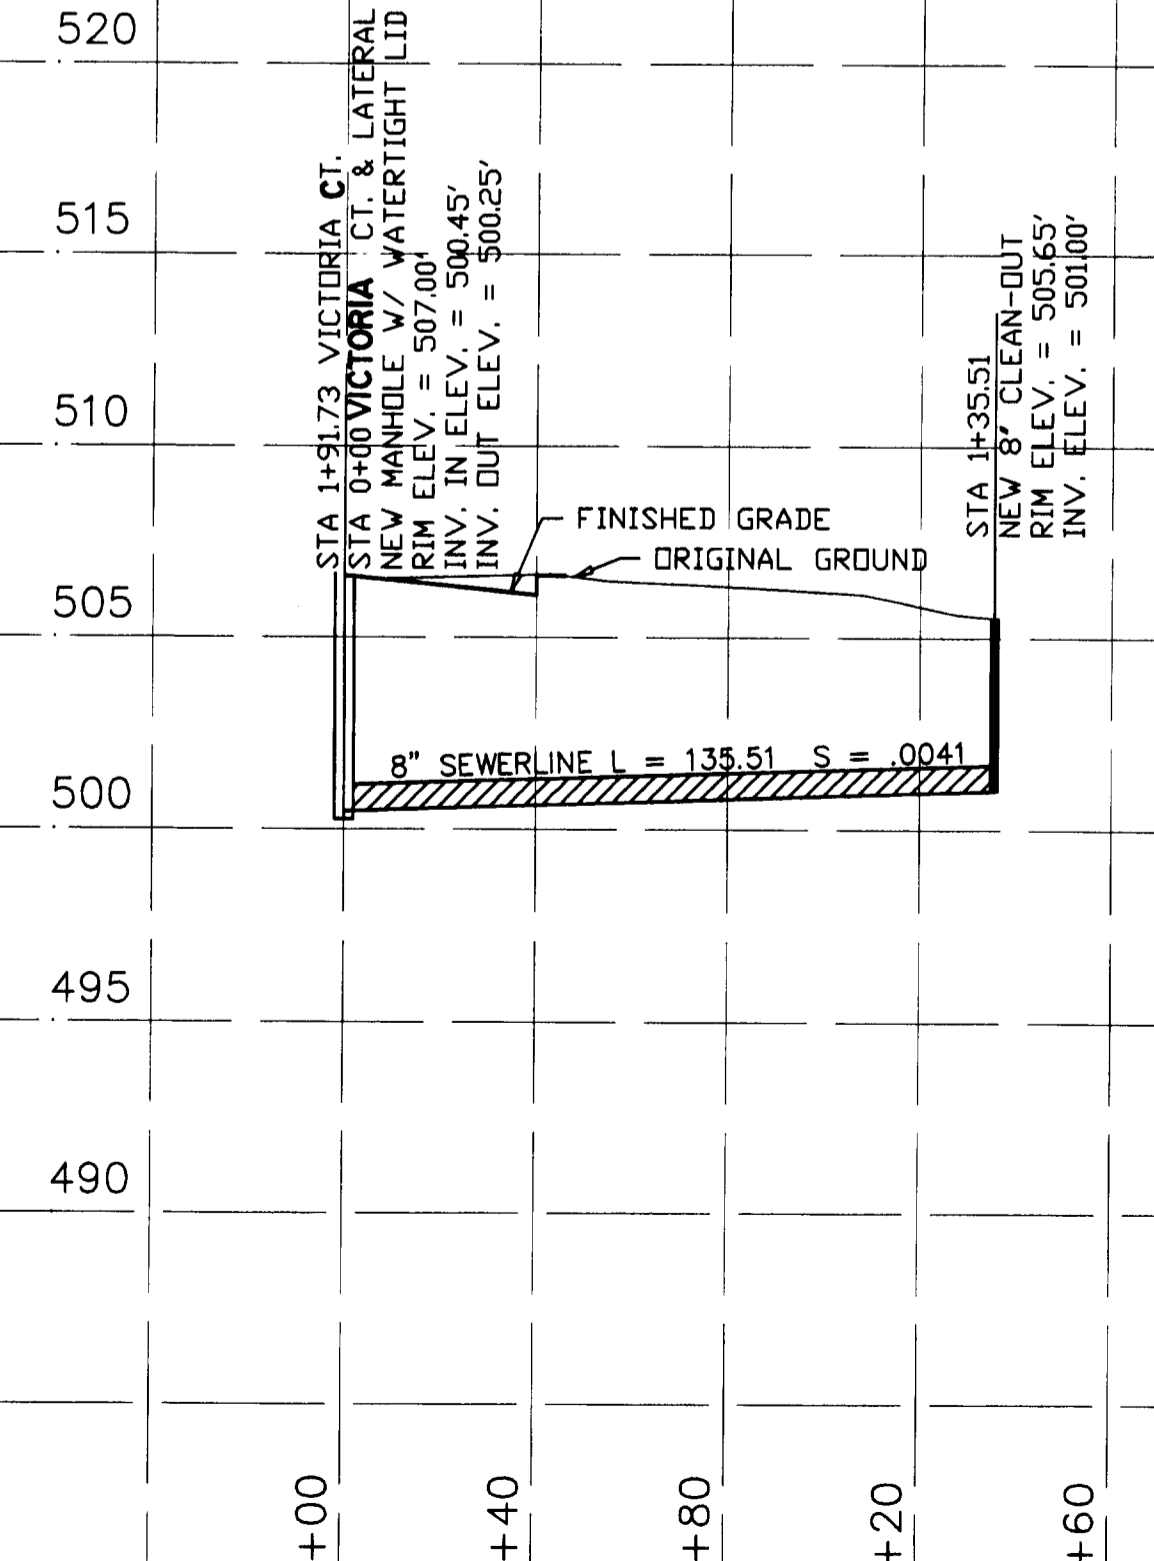 520
515
510
505
500
495
490
STA 1+91.73 VICTORIA CT.
STA 0+00 VICTORIA CT. & LATERAL
NEW MANHOLE W/ WATERTIGHT LID
RIM ELEV. = 507.00'
INV. IN ELEV. = 500.45'
INV. OUT ELEV. = 500.25'
FINISHED GRADE
ORIGINAL GROUND
STA 1+35.51
NEW 8" CLEAN-OUT
RIM ELEV. = 505.65'
INV. ELEV. = 501.00'
8" SEWERLINE L = 135.51 S = .0041
+00
+40
+80
+20
+60